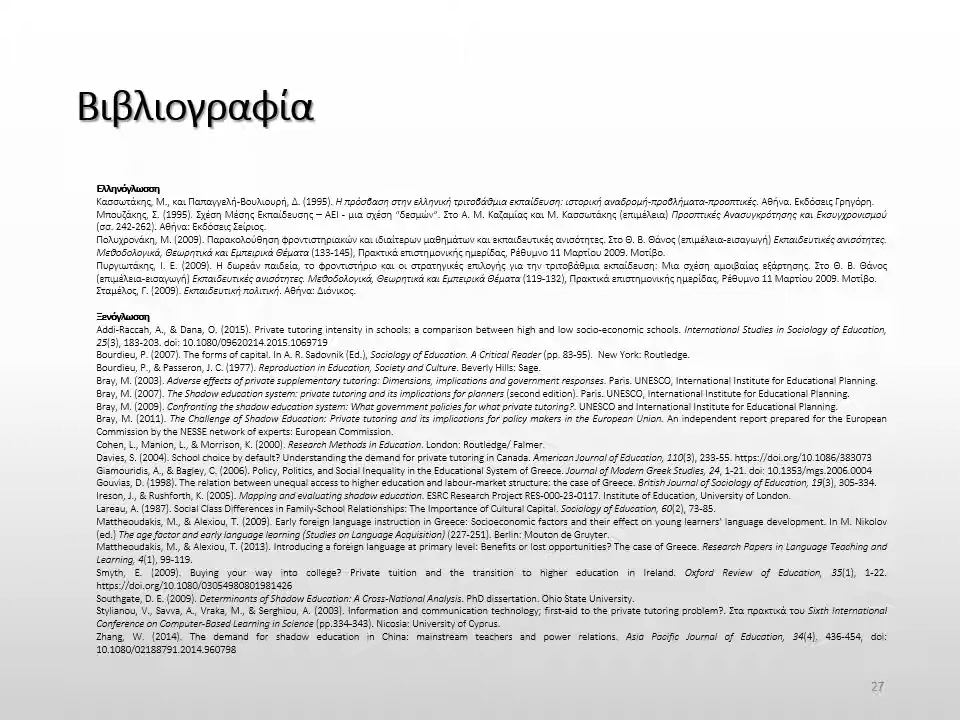 Βιβλιογραφία
Ελληνόγλωσση
Κασσωτάκης, Μ., και Παπαγγελή-Βουλιουρή, Δ. (1995). Η πρόσβαση στην ελληνική τριτοβάθμια εκπαίδευση: ιστορική αναδρομή-προβλήματα-προοπτικές. Αθήνα. Εκδόσεις Γρηγόρη.
Μπουζάκης, Σ. (1995). Σχέση Μέσης Εκπαίδευσης – ΑΕΙ - μια σχέση "δεσμών". Στο Α. Μ. Καζαμίας και Μ. Κασσωτάκης (επιμέλεια) Προοπτικές Ανασυγκρότησης και Εκσυγχρονισμού
(σσ. 242-262). Αθήνα: Εκδόσεις Σείριος.
Πολυχρονάκη, Μ. (2009). Παρακολούθηση φροντιστηριακών και ιδιαίτερων μαθημάτων και εκπαιδευτικές ανισότητες. Στο Θ. Β. Θάνος (επιμέλεια-εισαγωγή) Εκπαιδευτικές ανισότητες.
Μεθοδολογικά, Θεωρητικά και Εμπειρικά Θέματα (133-145), Πρακτικά επιστημονικής ημερίδας, Ρέθυμνο 11 Μαρτίου 2009. Μοτίβο.
Πυργιωτάκης, Ι. Ε. (2009). Η δωρεάν παιδεία, το φροντιστήριο και οι στρατηγικές επιλογής για την τριτοβάθμια εκπαίδευση: Μια σχέση αμοιβαίας εξάρτησης. Στο Θ. Β. Θάνος
(επιμέλεια-εισαγωγή) Εκπαιδευτικές ανισότητες. Μεθοδολογικά, Θεωρητικά και Εμπειρικά Θέματα (119-132), Πρακτικά επιστημονικής ημερίδας, Ρέθυμνο 11 Μαρτίου 2009. Μοτίβο.
Σταμέλος, Γ. (2009). Εκπαιδευτική πολιτική. Αθήνα: Διόνικος.
Ξενόγλωσση
Addi-Raccah, A., & Dana, O. (2015). Private tutoring intensity in schools: a comparison between high and low socio-economic schools. International Studies in Sociology of Education,
25(3), 183-203. doi: 10.1080/09620214.2015.1069719
Bourdieu, P. (2007). The forms of capital. In A. R. Sadovnik (Ed.), Sociology of Education. A Critical Reader (pp. 83-95). New York: Routledge.
Bourdieu, P., & Passeron, J. C. (1977). Reproduction in Education, Society and Culture. Beverly Hills: Sage.
Bray, M. (2003). Adverse effects of private supplementary tutoring: Dimensions, implications and government responses. Paris. UNESCO, International Institute for Educational Planning.
Bray, M. (2007). The Shadow education system: private tutoring and its implications for planners (second edition). Paris. UNESCO, International Institute for Educational Planning.
Bray, M. (2009). Confronting the shadow education system: What government policies for what private tutoring?. UNESCO and International Institute for Educational Planning.
Bray, M. (2011). The Challenge of Shadow Education: Private tutoring and its implications for policy makers in the European Union. An independent report prepared for the European
Commission by the NESSE network of experts: European Commission.
Cohen, L., Manion, L., & Morrison, K. (2000). Research Methods in Education. London: Routledge/ Falmer.
Davies, S. (2004). School choice by default? Understanding the demand for private tutoring in Canada. American Journal of Education, 110(3), 233-55. https://doi.org/10.1086/383073
Giamouridis, A., & Bagley, C. (2006). Policy, Politics, and Social Inequality in the Educational System of Greece. Journal of Modern Greek Studies, 24, 1-21. doi: 10.1353/mgs.2006.0004
Gouvias, D. (1998). The relation between unequal access to higher education and labour-market structure: the case of Greece. British Journal of Sociology of Education, 19(3), 305-334.
Ireson, J., & Rushforth, K. (2005). Mapping and evaluating shadow education. ESRC Research Project RES-000-23-0117. Institute of Education, University of London.
Lareau, A. (1987). Social Class Differences in Family-School Relationships: The Importance of Cultural Capital. Sociology of Education, 60(2), 73-85.
Mattheoudakis, M., & Alexiou, T. (2009). Early foreign language instruction in Greece: Socioeconomic factors and their effect on young learners' language development. In M. Nikolov
(ed.) The age factor and early language learning (Studies on Language Acquisition) (227-251). Berlin: Mouton de Gruyter.
Mattheoudakis, M., & Alexiou, T. (2013). Introducing a foreign language at primary level: Benefits or lost opportunities? The case of Greece. Research Papers in Language Teaching and
Learning, 4(1), 99-119.
Smyth, E. (2009). Buying your way into college? Private tuition and the transition to higher education in Ireland. Oxford Review of Education, 35(1), 1-22.
https://doi.org/10.1080/03054980801981426
Southgate, D. E. (2009). Determinants of Shadow Education: A Cross-National Analysis. PhD dissertation. Ohio State University.
Stylianou, V., Savva, A., Vraka, M., & Serghiou, A. (2003). Information and communication technology; first-aid to the private tutoring problem?. Στα πρακτικά του Sixth International
Conference on Computer-Based Learning in Science (pp.334-343). Nicosia: University of Cyprus.
Zhang, W. (2014). The demand for shadow education in China: mainstream teachers and power relations. Asia Pacific Journal of Education, 34(4), 436-454, doi:
10.1080/02188791.2014.960798
27